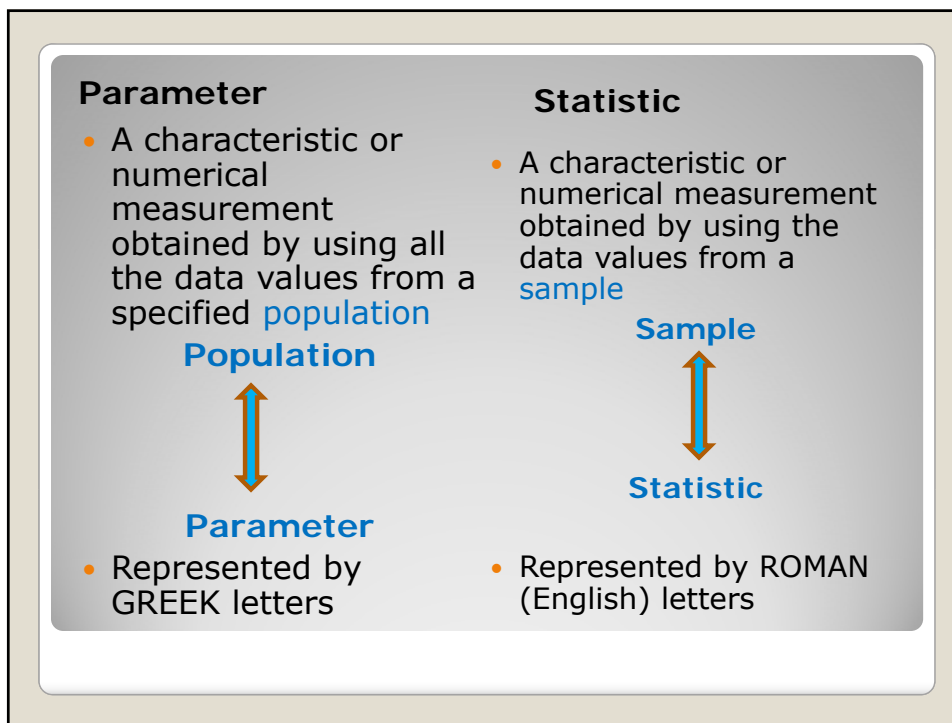 Parameter
• A characteristic or
numerical
measurement
obtained by using all
the data values from a
specified population
Population
Parameter
• Represented by
GREEK letters
Statistic
• A characteristic or
numerical measurement
obtained by using the
data values from a
sample
Sample
Statistic
• Represented by ROMAN
(English) letters